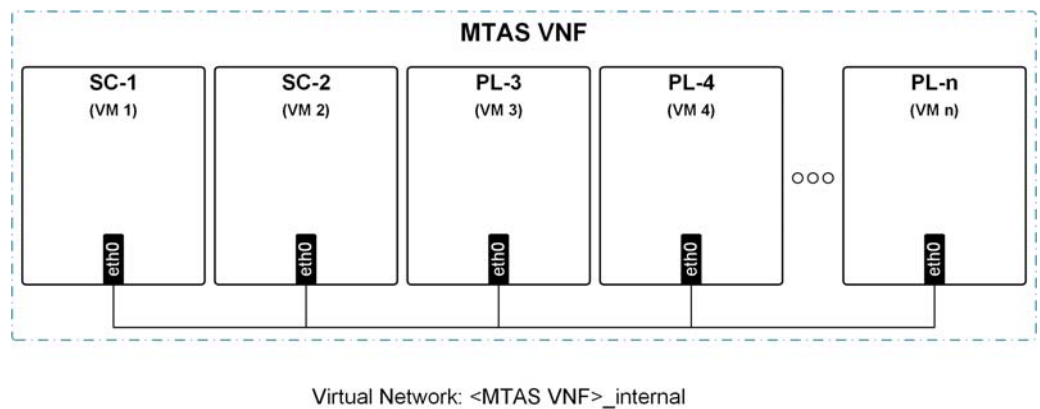 MTAS VNF
SC-1
(VM 1)
SC-2
(VM 2)
PL-3
(VM 3)
PL-4
(VM 4)
PL-n
(VM n)
eth0
eth0
eth0
eth0
eth0
Virtual Network: <MTAS VNF>_internal